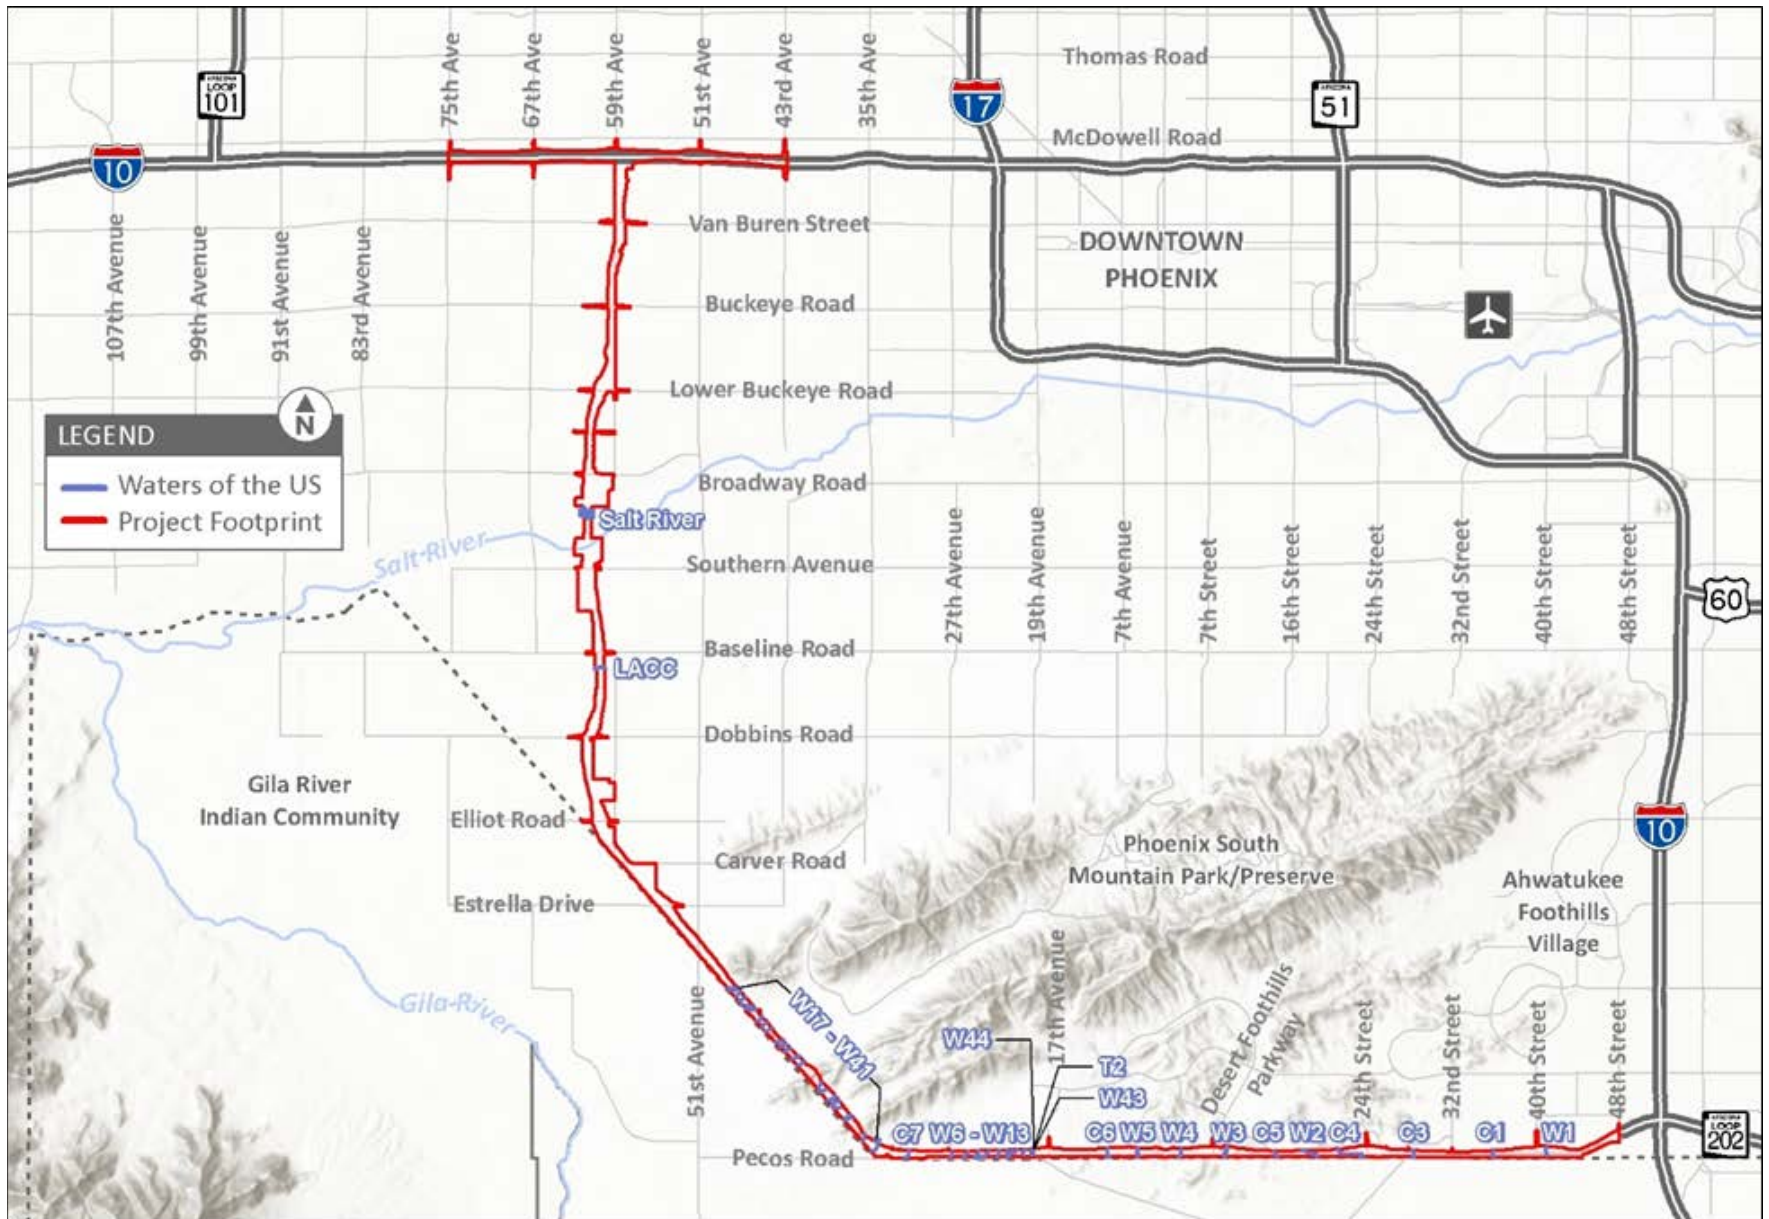 Thomas Road
McDowell Road
75th Ave
67th Ave
59th Ave
51st Ave
43rd Ave
35th Ave
ARIZONA
LOOP
101
17
51
10
107th Avenue
99th Avenue
91st Avenue
83rd Avenue
Van Buren Street
DOWNTOWN
PHOENIX
Buckeye Road
Lower Buckeye Road
N
LEGEND
Waters of the US
Project Footprint
Broadway Road
Salt River
Salt River
Southern Avenue
27th Avenue
19th Avenue
7th Avenue
7th Street
16th Street
24th Street
32nd Street
40th Street
48th Street
60
Baseline Road
LACC
Dobbins Road
Gila River
Indian Community
Elliot Road
Carver Road
Estrella Drive
Phoenix South
Mountain Park/Preserve
10
Ahwatukee
Foothills
Village
Gila River
51st Avenue
W17 - W41
W44
17th Avenue
T2
W43
Desert Foothills
Parkway
24th Street
32nd Street
40th Street
48th Street
Pecos Road
C7 W6 - W13
C6 W5 W4 W3 C5 W2 C4 C3 C1 W1
ARIZONA
LOOP
202